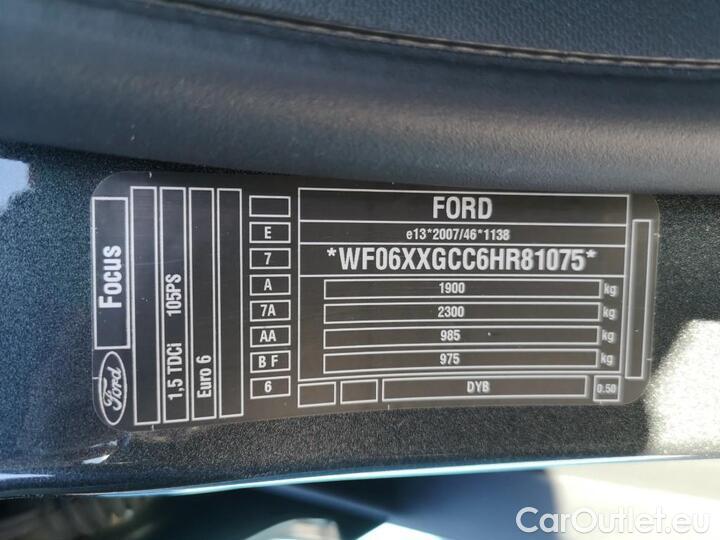 FORD
e13*2007/46*1138
*WF06XXGCC6HR81075*
1900 kg
2300 kg
985 kg
975 kg
DYB 0.50
E
7
A
7A
AA
B F
6
Focus
Ford
1,5 TDCi 105PS
Euro 6
CarOutlet.eu